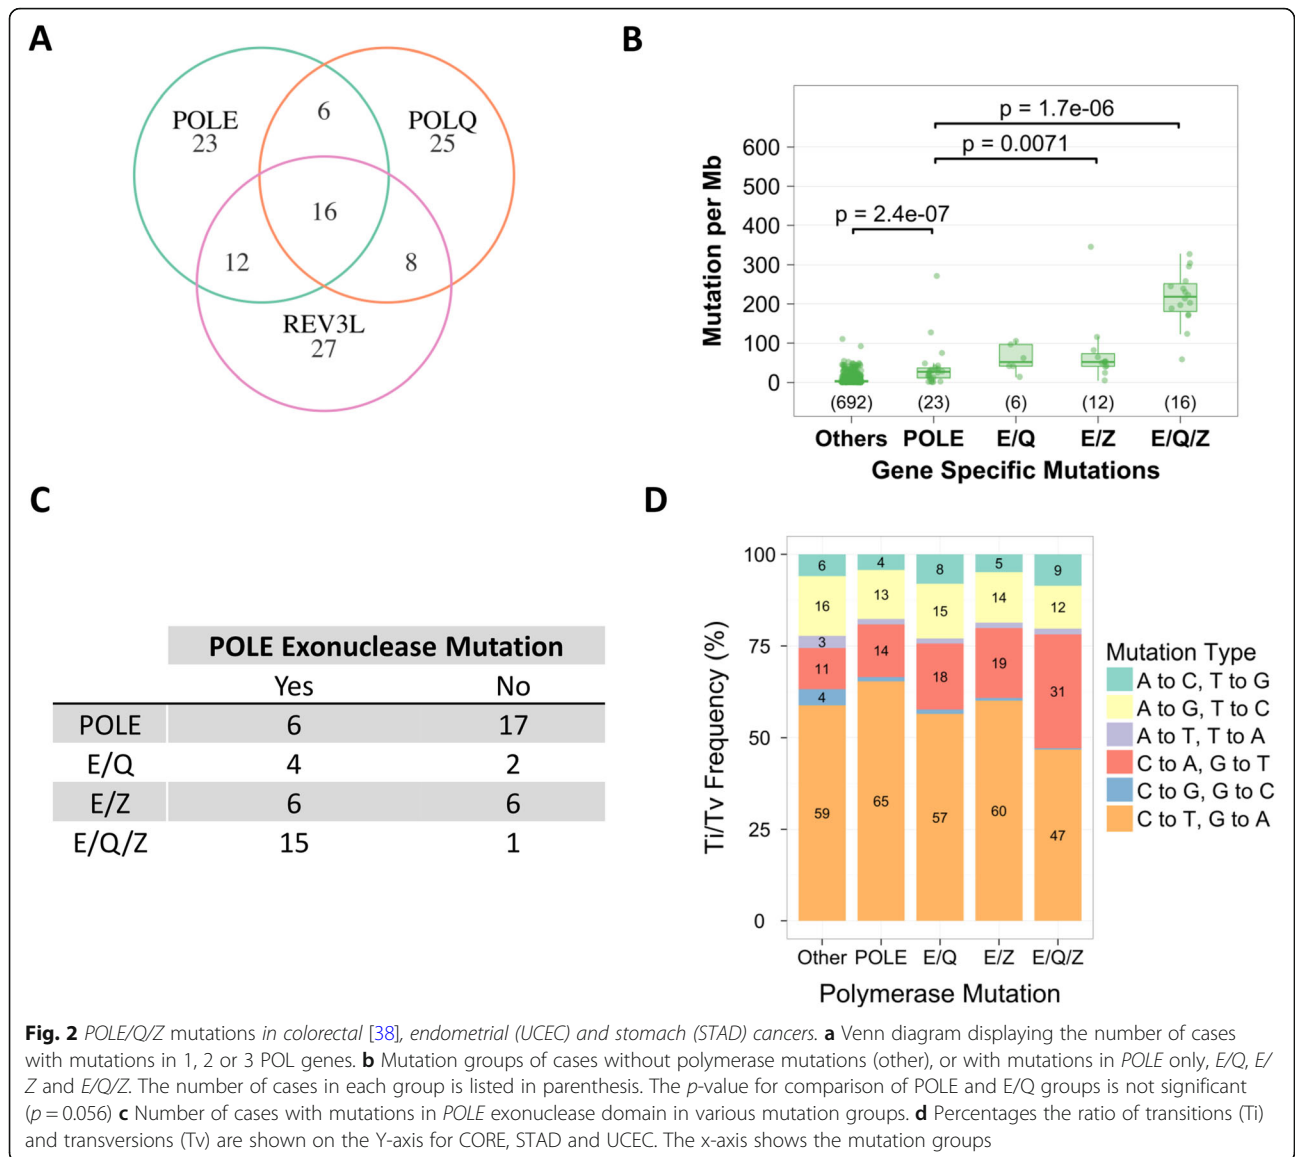 A
POLE
23
6
POLQ
25
16
12
8
REV3L
27
B
Mutation per Mb
600
500
400
300
200
100
0
p = 1.7e-06
p = 0.0071
p = 2.4e-07
(692) (23) (6) (12) (16)
Others POLE E/Q E/Z E/Q/Z
Gene Specific Mutations
C
POLE Exonuclease Mutation
Yes No
POLE 6 17
E/Q 4 2
E/Z 6 6
E/Q/Z 15 1
D
Ti/Tv Frequency (%)
100
75
50
25
0
6 4 8 5 9
16 13 15 14 12
3
11 14 18 19 31
4
59 65 57 60 47
Other POLE E/Q E/Z E/Q/Z
Polymerase Mutation
Mutation Type
A to C, T to G
A to G, T to C
A to T, T to A
C to A, G to T
C to G, G to C
C to T, G to A
Fig. 2 POLE/Q/Z mutations in colorectal [38], endometrial (UCEC) and stomach (STAD) cancers. a Venn diagram displaying the number of cases
with mutations in 1, 2 or 3 POL genes. b Mutation groups of cases without polymerase mutations (other), or with mutations in POLE only, E/Q, E/
Z and E/Q/Z. The number of cases in each group is listed in parenthesis. The p-value for comparison of POLE and E/Q groups is not significant
(p = 0.056) c Number of cases with mutations in POLE exonuclease domain in various mutation groups. d Percentages the ratio of transitions (Ti)
and transversions (Tv) are shown on the Y-axis for CORE, STAD and UCEC. The x-axis shows the mutation groups